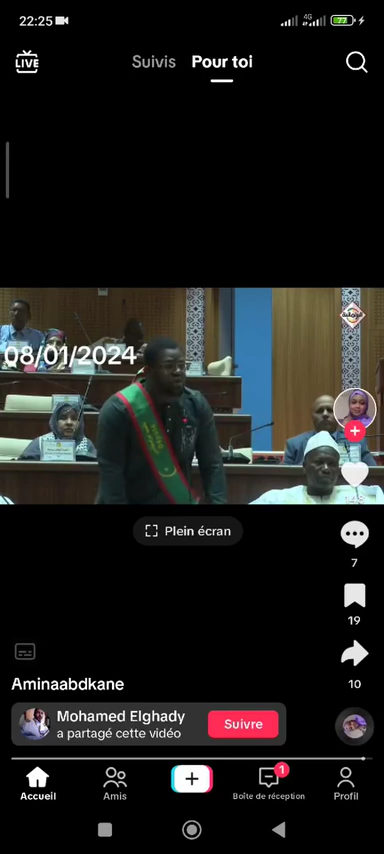 22:25
4G
77
LIVE
Suivis
Pour toi
08/01/2024
Plein écran
7
19
10
Aminaabdkane
Mohamed Elghady
a partagé cette vidéo
Suivre
1
Accueil
Amis
Boîte de réception
Profil